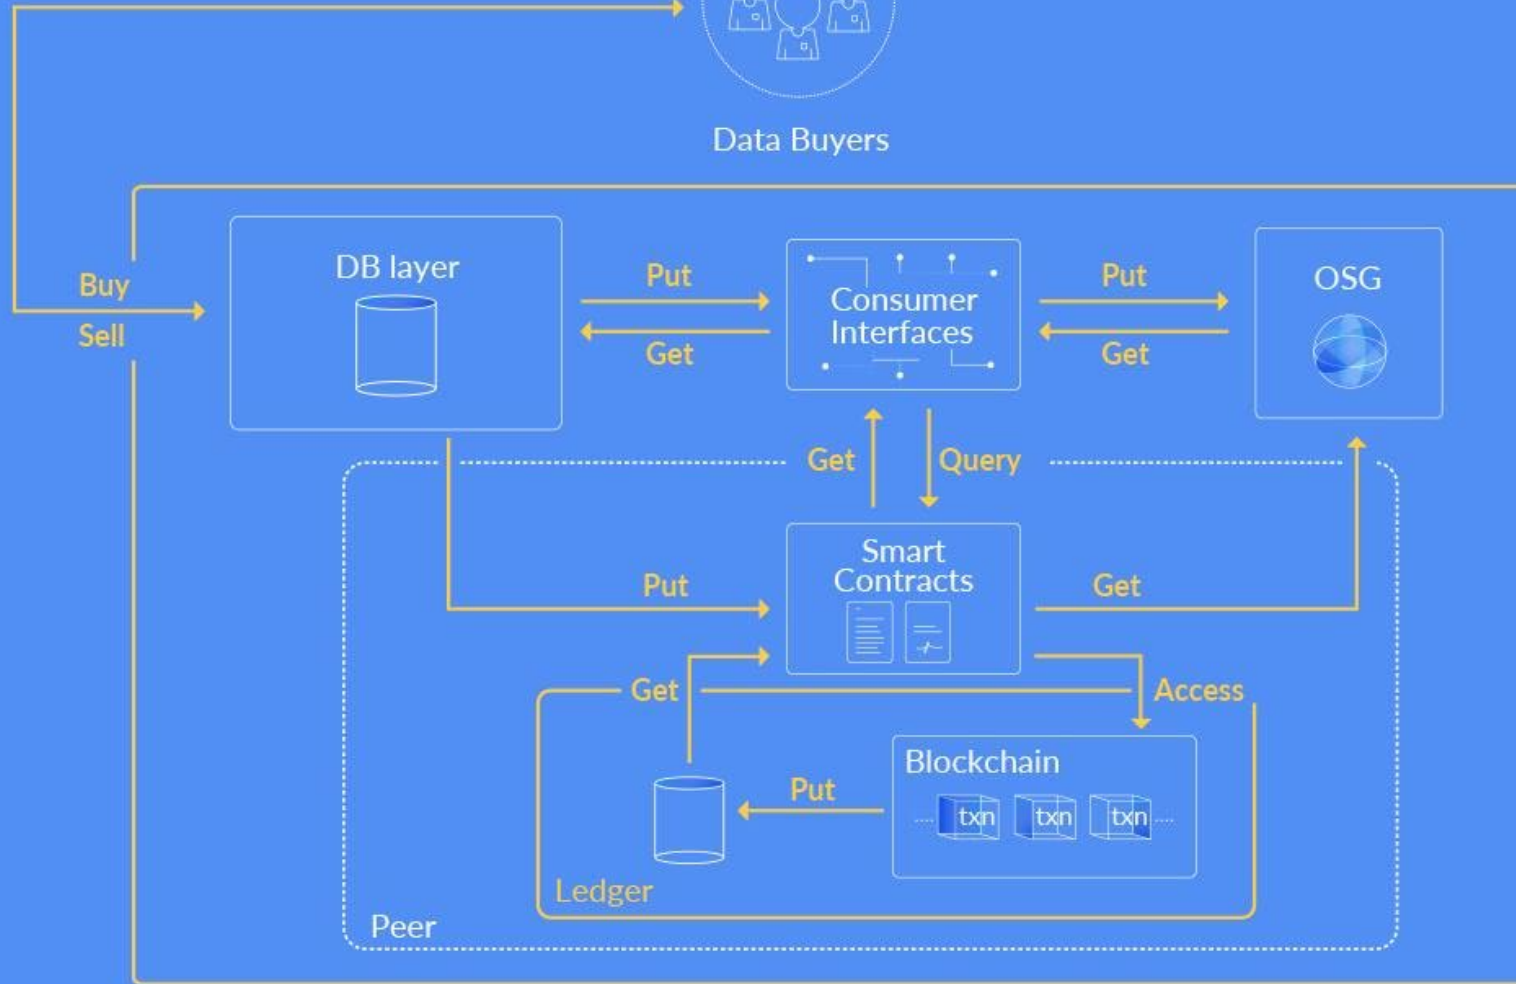 Data Buyers
Buy
Sell
DB layer
Put
Get
Consumer
Interfaces
Put
Get
OSG
Get
Query
Put
Smart
Contracts
Get
Get
Access
Blockchain
txn
txn
txn
Put
Ledger
Peer